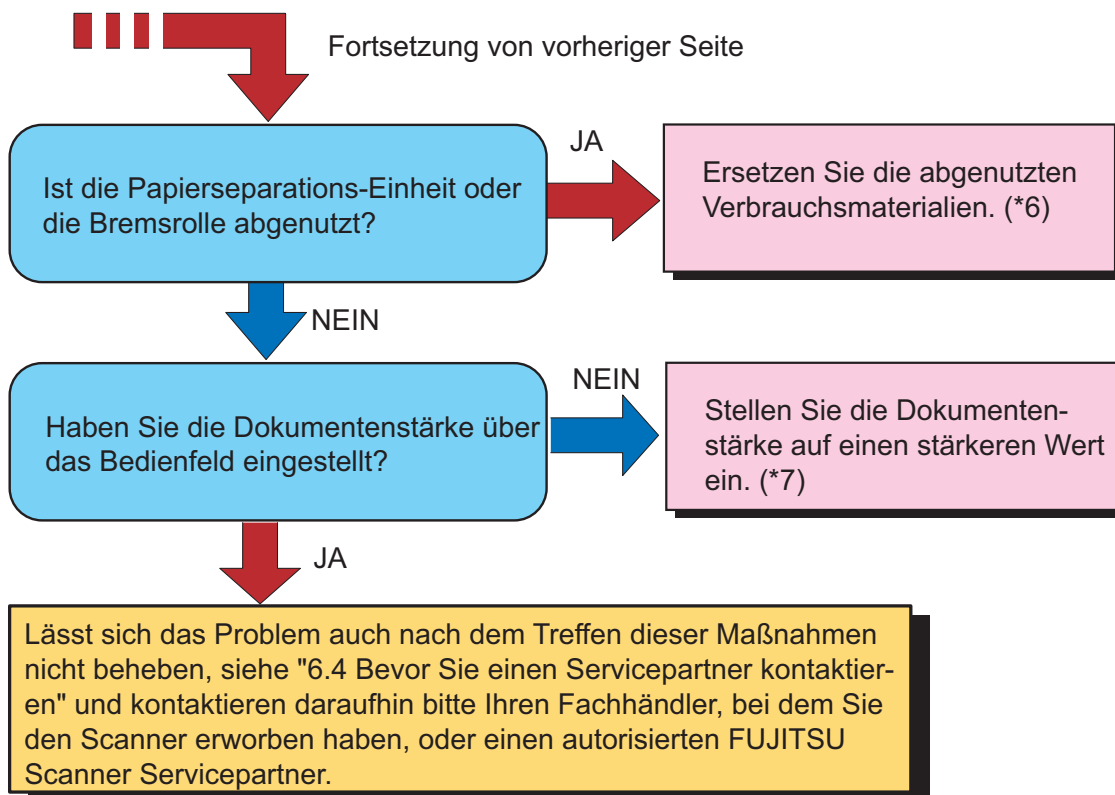 Fortsetzung von vorheriger Seite
JA
Ist die Papierseparations-Einheit oder
die Bremsrolle abgenutzt?
Ersetzen Sie die abgenutzten
Verbrauchsmaterialien. (*6)
NEIN
NEIN
Haben Sie die Dokumentenstärke über
das Bedienfeld eingestellt?
Stellen Sie die Dokumenten-
stärke auf einen stärkeren Wert
ein. (*7)
JA
Lässt sich das Problem auch nach dem Treffen dieser Maßnahmen
nicht beheben, siehe "6.4 Bevor Sie einen Servicepartner kontaktier-
en" und kontaktieren daraufhin bitte Ihren Fachhändler, bei dem Sie
den Scanner erworben haben, oder einen autorisierten FUJITSU
Scanner Servicepartner.